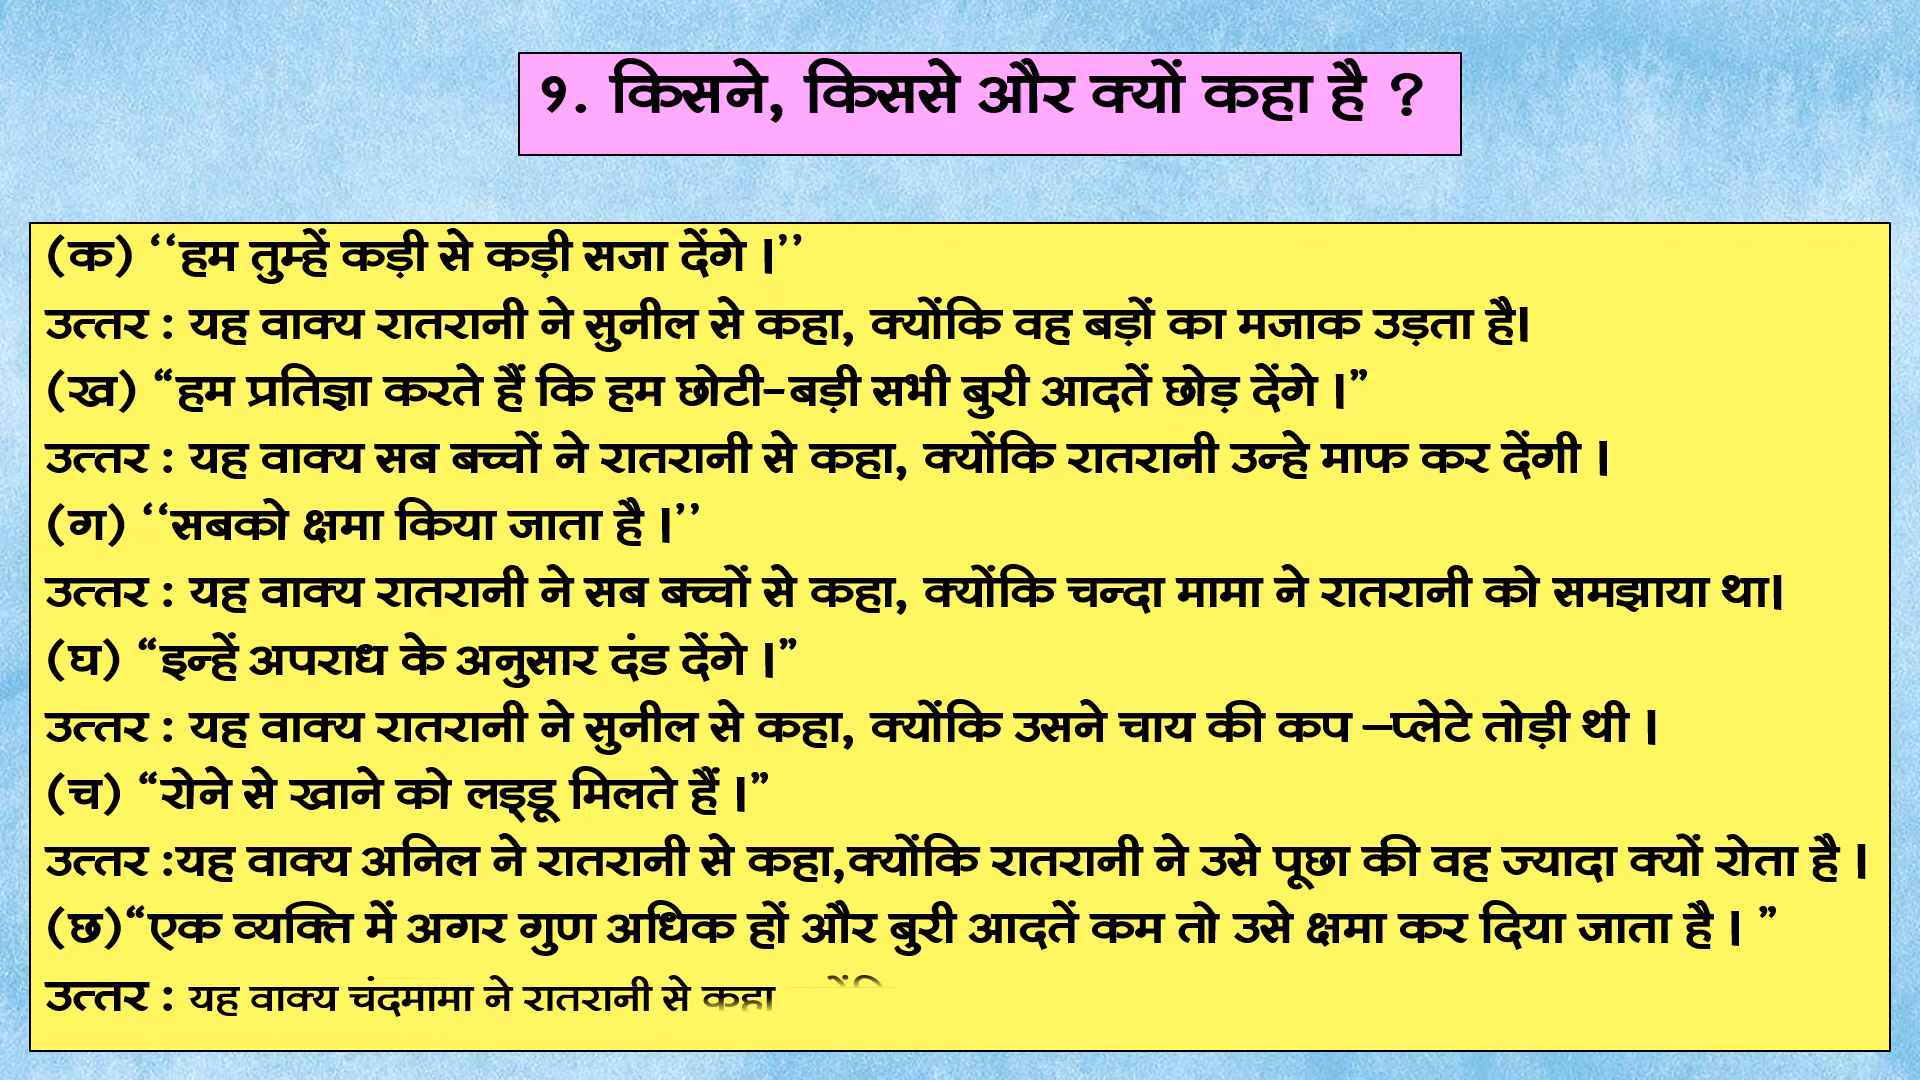 १. किसने, किससे और क्यों कहा है ?
(क) ‘‘हम तुम्हें कड़ी से कड़ी सजा देंगे ।’’
उत्तर : यह वाक्य रातरानी ने सुनील से कहा, क्योंकि वह बड़ों का मजाक उड़ता है।
(ख) “हम प्रतिज्ञा करते हैं कि हम छोटी-बड़ी सभी बुरी आदतें छोड़ देंगे ।”
उत्तर : यह वाक्य सब बच्चों ने रातरानी से कहा, क्योंकि रातरानी उन्हे माफ कर देंगी ।
(ग) ‘‘सबको क्षमा किया जाता है ।’’
उत्तर : यह वाक्य रातरानी ने सब बच्चों से कहा, क्योंकि चन्दा मामा ने रातरानी को समझाया था।
(घ) “इन्हें अपराध के अनुसार दंड देंगे ।”
उत्तर : यह वाक्य रातरानी ने सुनील से कहा, क्योंकि उसने चाय की कप –प्लेटे तोड़ी थी ।
(च) “रोने से खाने को लड्डू मिलते हैं ।”
उत्तर :यह वाक्य अनिल ने रातरानी से कहा,क्योंकि रातरानी ने उसे पूछा की वह ज्यादा क्यों रोता है ।
(छ)“एक व्यक्ति में अगर गुण अधिक हों और बुरी आदतें कम तो उसे क्षमा कर दिया जाता है । ”
उत्तर : यह वाक्य चंदमामा ने रातरानी से कहा